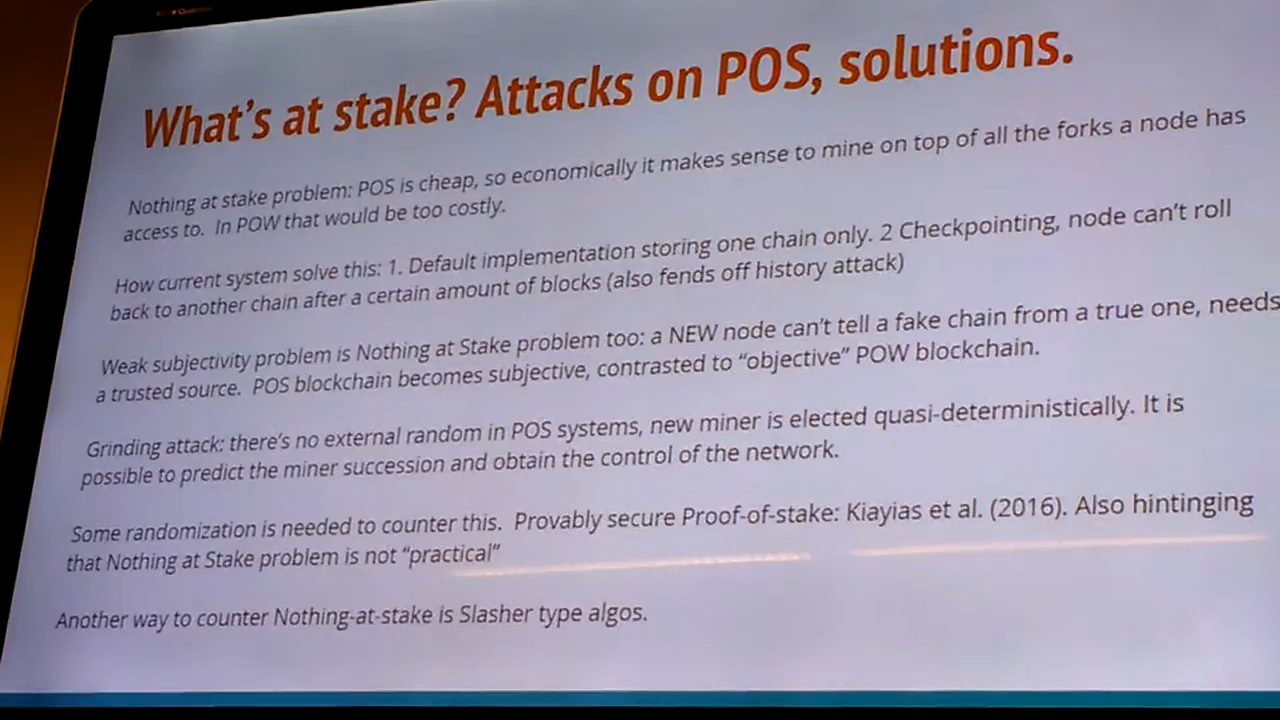 What's at stake? Attacks on POS, solutions.
Nothing at stake problem: POS is cheap, so economically it makes sense to mine on top of all the forks a node has
access to. In POW that would be too costly.
How current system solve this: 1. Default implementation storing one chain only. 2 Checkpointing, node can't roll
back to another chain after a certain amount of blocks (also fends off history attack)
Weak subjectivity problem is Nothing at Stake problem too: a NEW node can't tell a fake chain from a true one, needs
a trusted source. POS blockchain becomes subjective, contrasted to “objective” POW blockchain.
Grinding attack: there's no external random in POS systems, new miner is elected quasi-deterministically. It is
possible to predict the miner succession and obtain the control of the network.
Some randomization is needed to counter this. Provably secure Proof-of-stake: Kiayias et al. (2016). Also hintinging
that Nothing at Stake problem is not “practical”
Another way to counter Nothing-at-stake is Slasher type algos.